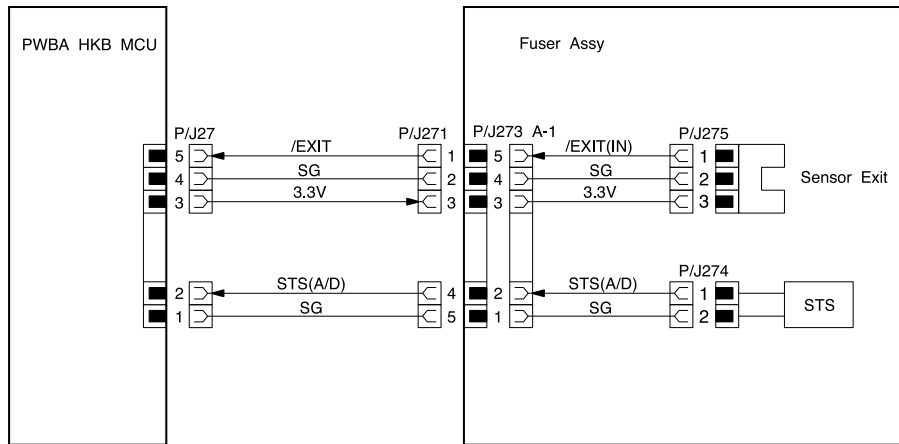 PWBA HKB MCU
Fuser Assy
P/J27
P/J271
P/J273 A-1
P/J275
5 /EXIT 1 5 /EXIT(IN) 1
4 SG 2 4 2
3 3.3V 3 3 3.3V 3
SG
Sensor Exit
P/J274
2 STS(A/D) 4 2 STS(A/D) 1
1 SG 5 1 SG 2
STS